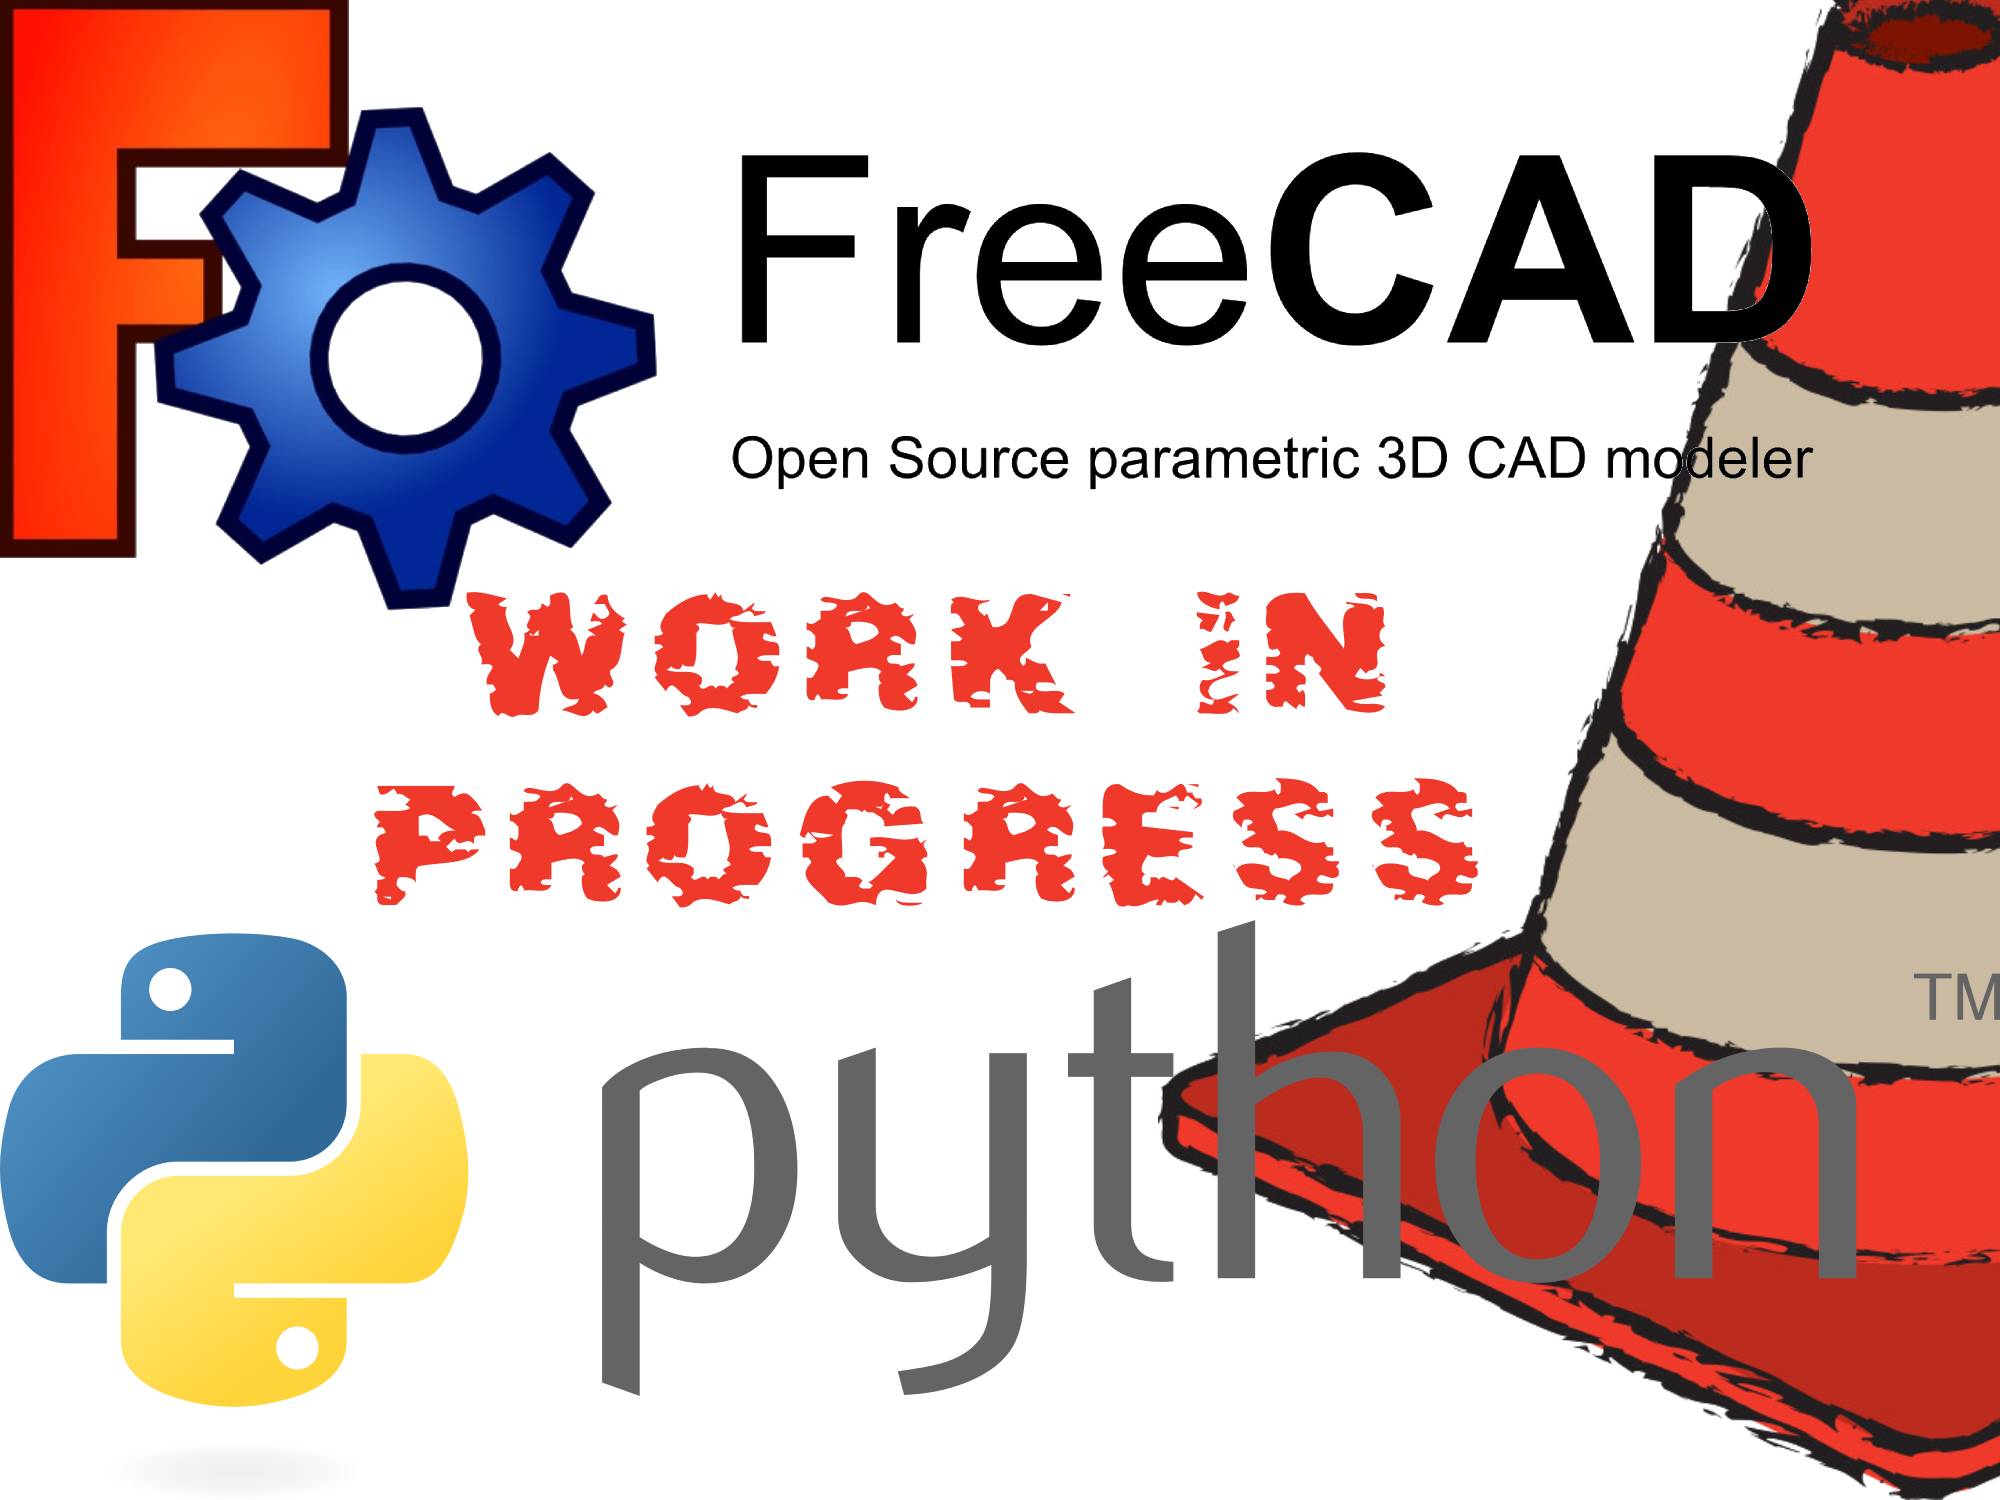 FreeCAD
Open Source parametric 3D CAD modeler
WORK IN
PROGRESS
python TM